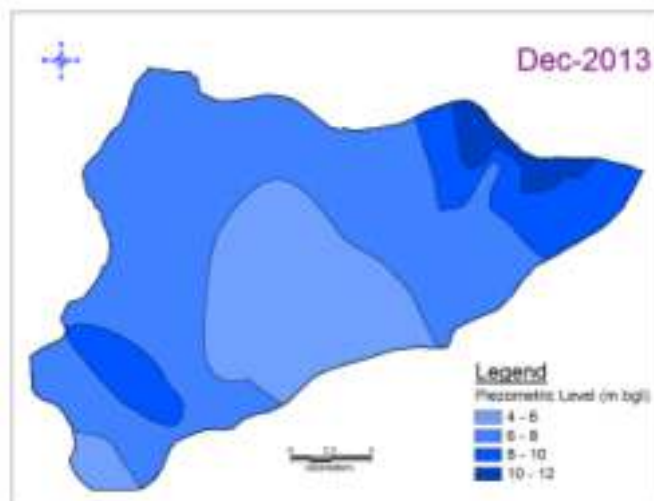 Dec-2013
Legend
Piezometric Level (m bgl)
4 - 6
6 - 8
8 - 10
10 - 12